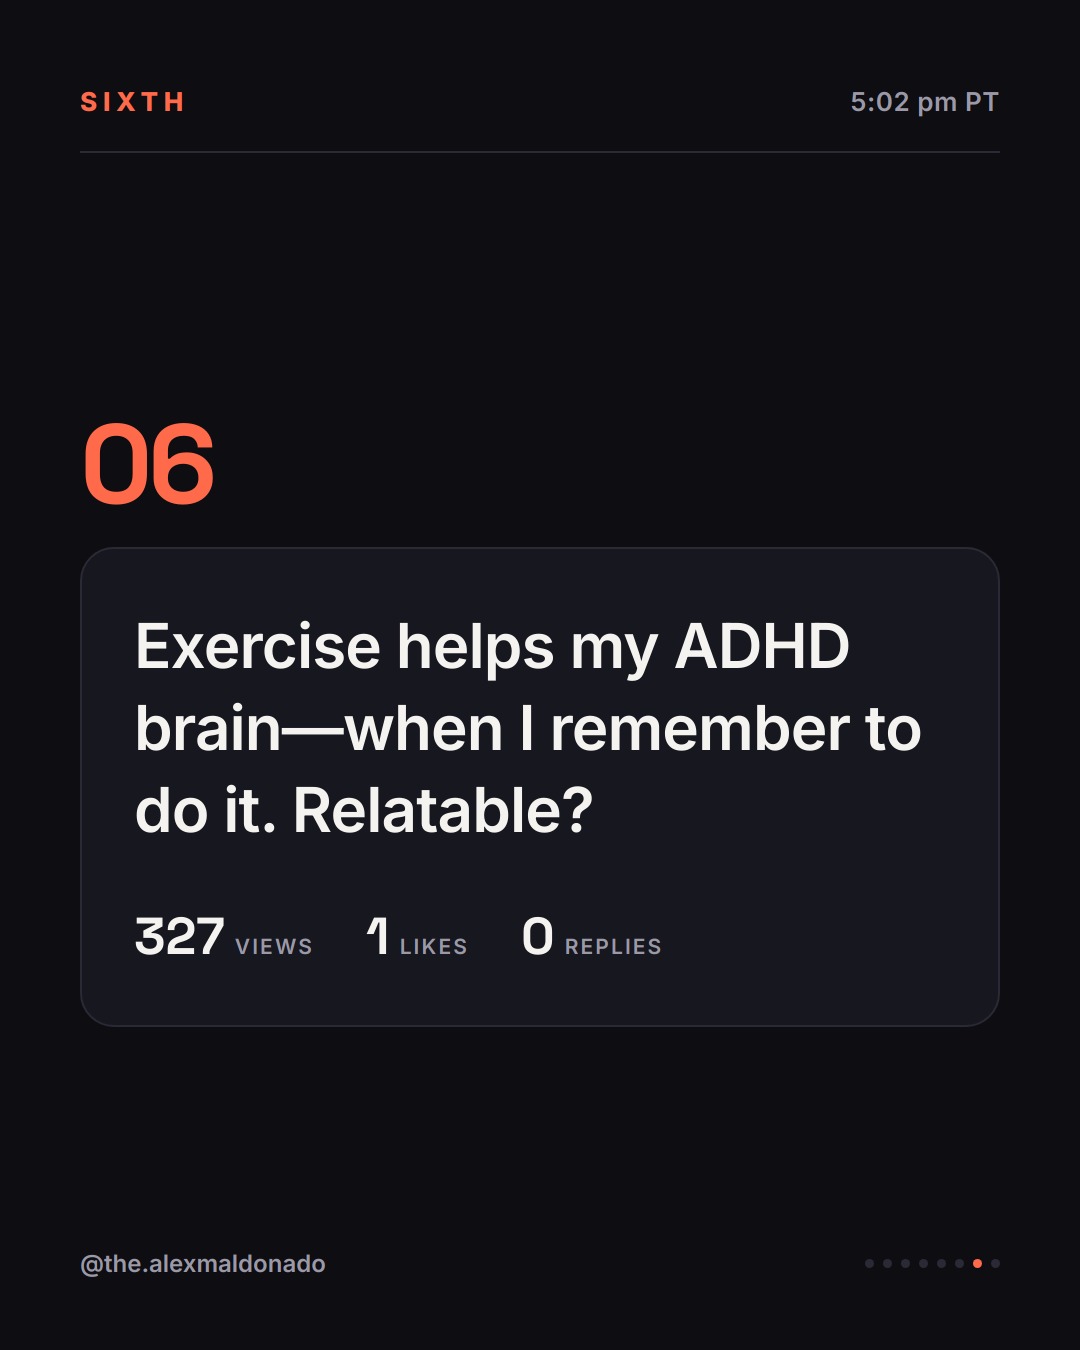 SIXTH
5:02 pm PT
06
Exercise helps my ADHD
brain—when I remember to
do it. Relatable?
327 VIEWS 1 LIKES 0 REPLIES
@the.alexmaldonado